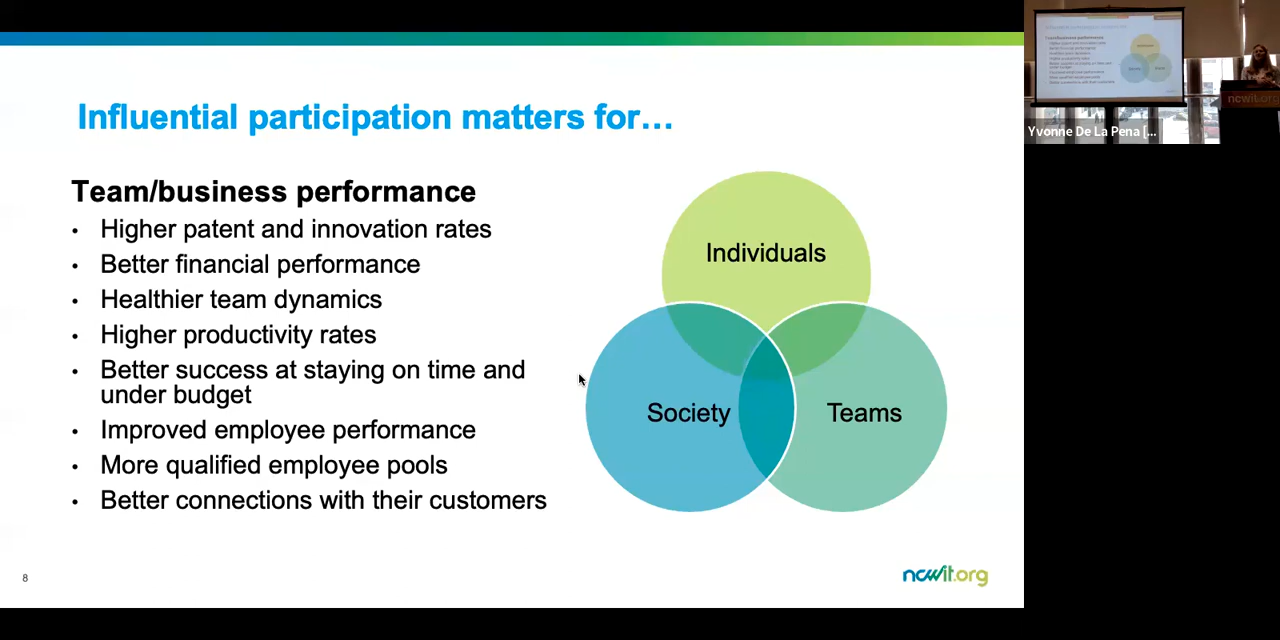 Influential participation matters for…
Team/business performance
• Higher patent and innovation rates
• Better financial performance
• Healthier team dynamics
• Higher productivity rates
• Better success at staying on time and
under budget
• Improved employee performance
• More qualified employee pools
• Better connections with their customers
Individuals
Society
Teams
8
ncwit.org
ncwit.org
Yvonne De La Pena [...